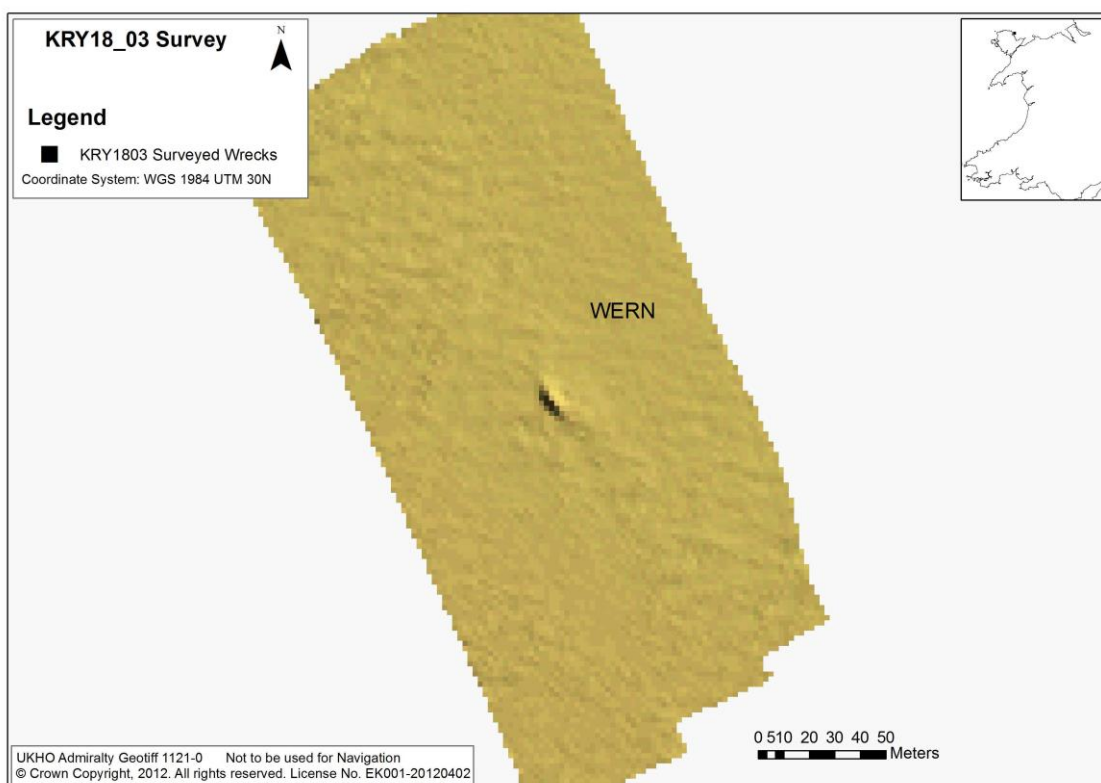 KRY18_03 Survey
N
Legend
KRY1803 Surveyed Wrecks
Coordinate System: WGS 1984 UTM 30N
WERN
0 510 20 30 40 50
Meters
UKHO Admiralty Geotiff 1121-0 Not to be used for Navigation
© Crown Copyright, 2012. All rights reserved. License No. EK001-20120402